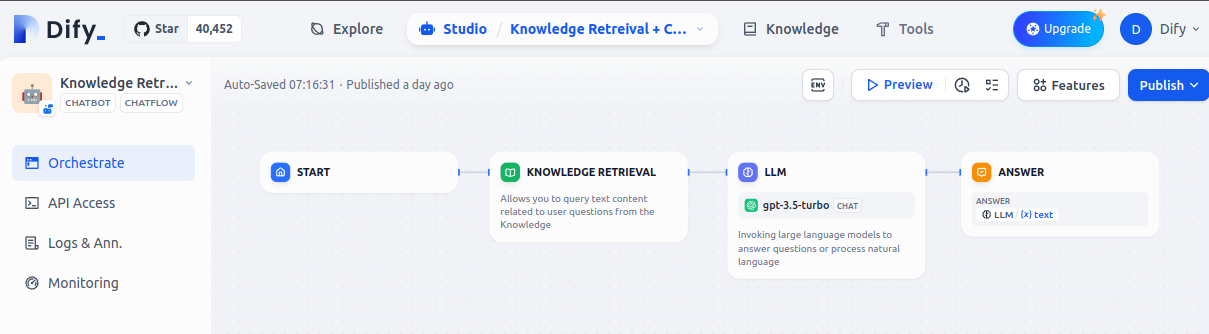 Dify_
Star 40,452
Explore
Studio / Knowledge Retreival + C...
Knowledge
Tools
Upgrade
D Dify
Knowledge Retr...
CHATBOT CHATFLOW
Auto-Saved 07:16:31 · Published a day ago
ENV
Preview
Features
Publish
Orchestrate
API Access
Logs & Ann.
Monitoring
START
KNOWLEDGE RETRIEVAL
Allows you to query text content
related to user questions from the
Knowledge
LLM
gpt-3.5-turbo CHAT
Invoking large language models to
answer questions or process natural
language
ANSWER
ANSWER
LLM / {x} text